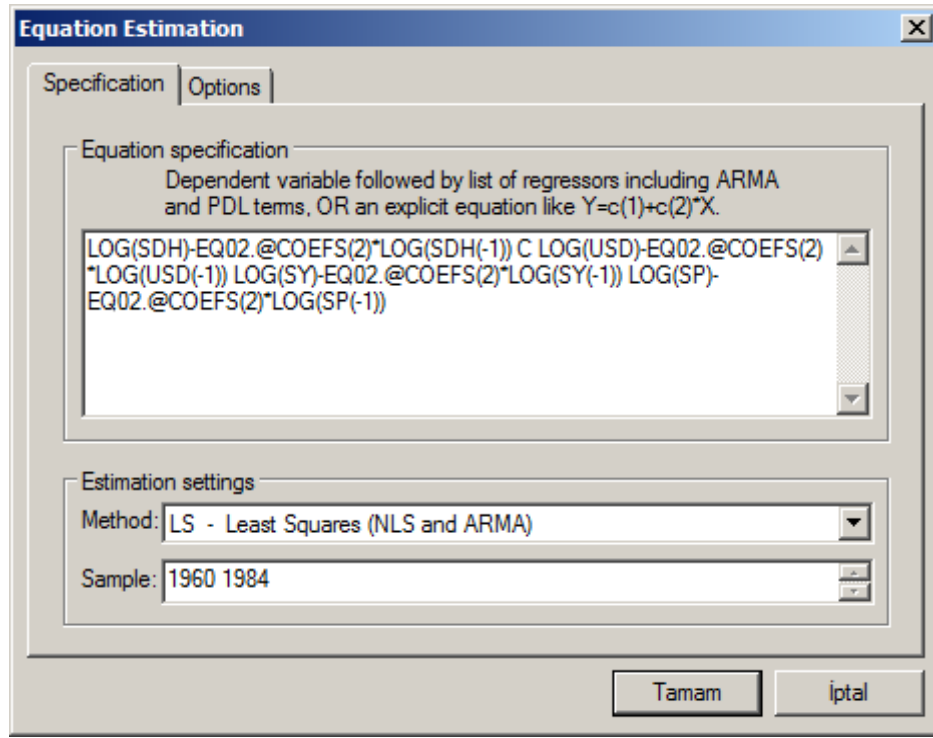 Equation Estimation
Specification
Options
Equation specification
Dependent variable followed by list of regressors including ARMA
and PDL terms, OR an explicit equation like Y=c(1)+c(2)*X.
LOG(SDH)-EQ02.@COEFS(2)*LOG(SDH(-1)) C LOG(USD)-EQ02.@COEFS(2)
*LOG(USD(-1)) LOG(SY)-EQ02.@COEFS(2)*LOG(SY(-1)) LOG(SP)-
EQ02.@COEFS(2)*LOG(SP(-1))
Estimation settings
Method: LS - Least Squares (NLS and ARMA)
Sample: 1960 1984
Tamam
İptal